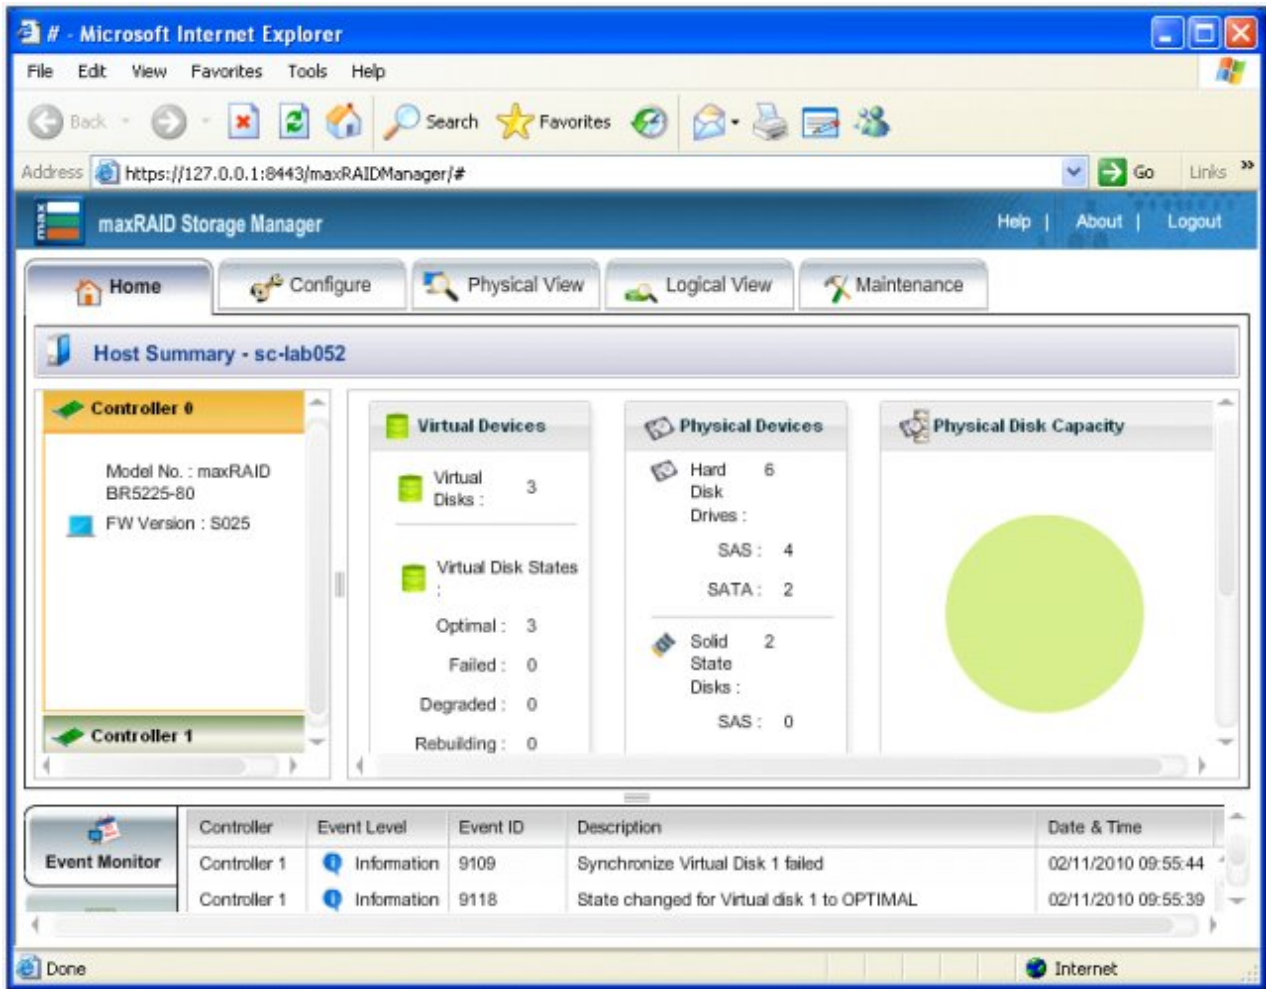 # - Microsoft Internet Explorer
File Edit View Favorites Tools Help
Back Search Favorites
Address https://127.0.0.1:8443/maxRAIDManager/# Go Links »
max maxRAID Storage Manager Help | About | Logout
Home Configure Physical View Logical View Maintenance
Host Summary - sc-lab052
Controller 0
Model No. : maxRAID
BR5225-80
FW Version : S025
Controller 1
Virtual Devices
Virtual
Disks : 3
Virtual Disk States
:
Optimal : 3
Failed : 0
Degraded : 0
Rebuilding : 0
Physical Devices
Hard 6
Disk
Drives :
SAS : 4
SATA : 2
Solid 2
State
Disks :
SAS : 0
Physical Disk Capacity
Event Monitor
Controller Event Level Event ID Description Date & Time
Controller 1 Information 9109 Synchronize Virtual Disk 1 failed 02/11/2010 09:55:44
Controller 1 Information 9118 State changed for Virtual disk 1 to OPTIMAL 02/11/2010 09:55:39
Done Internet